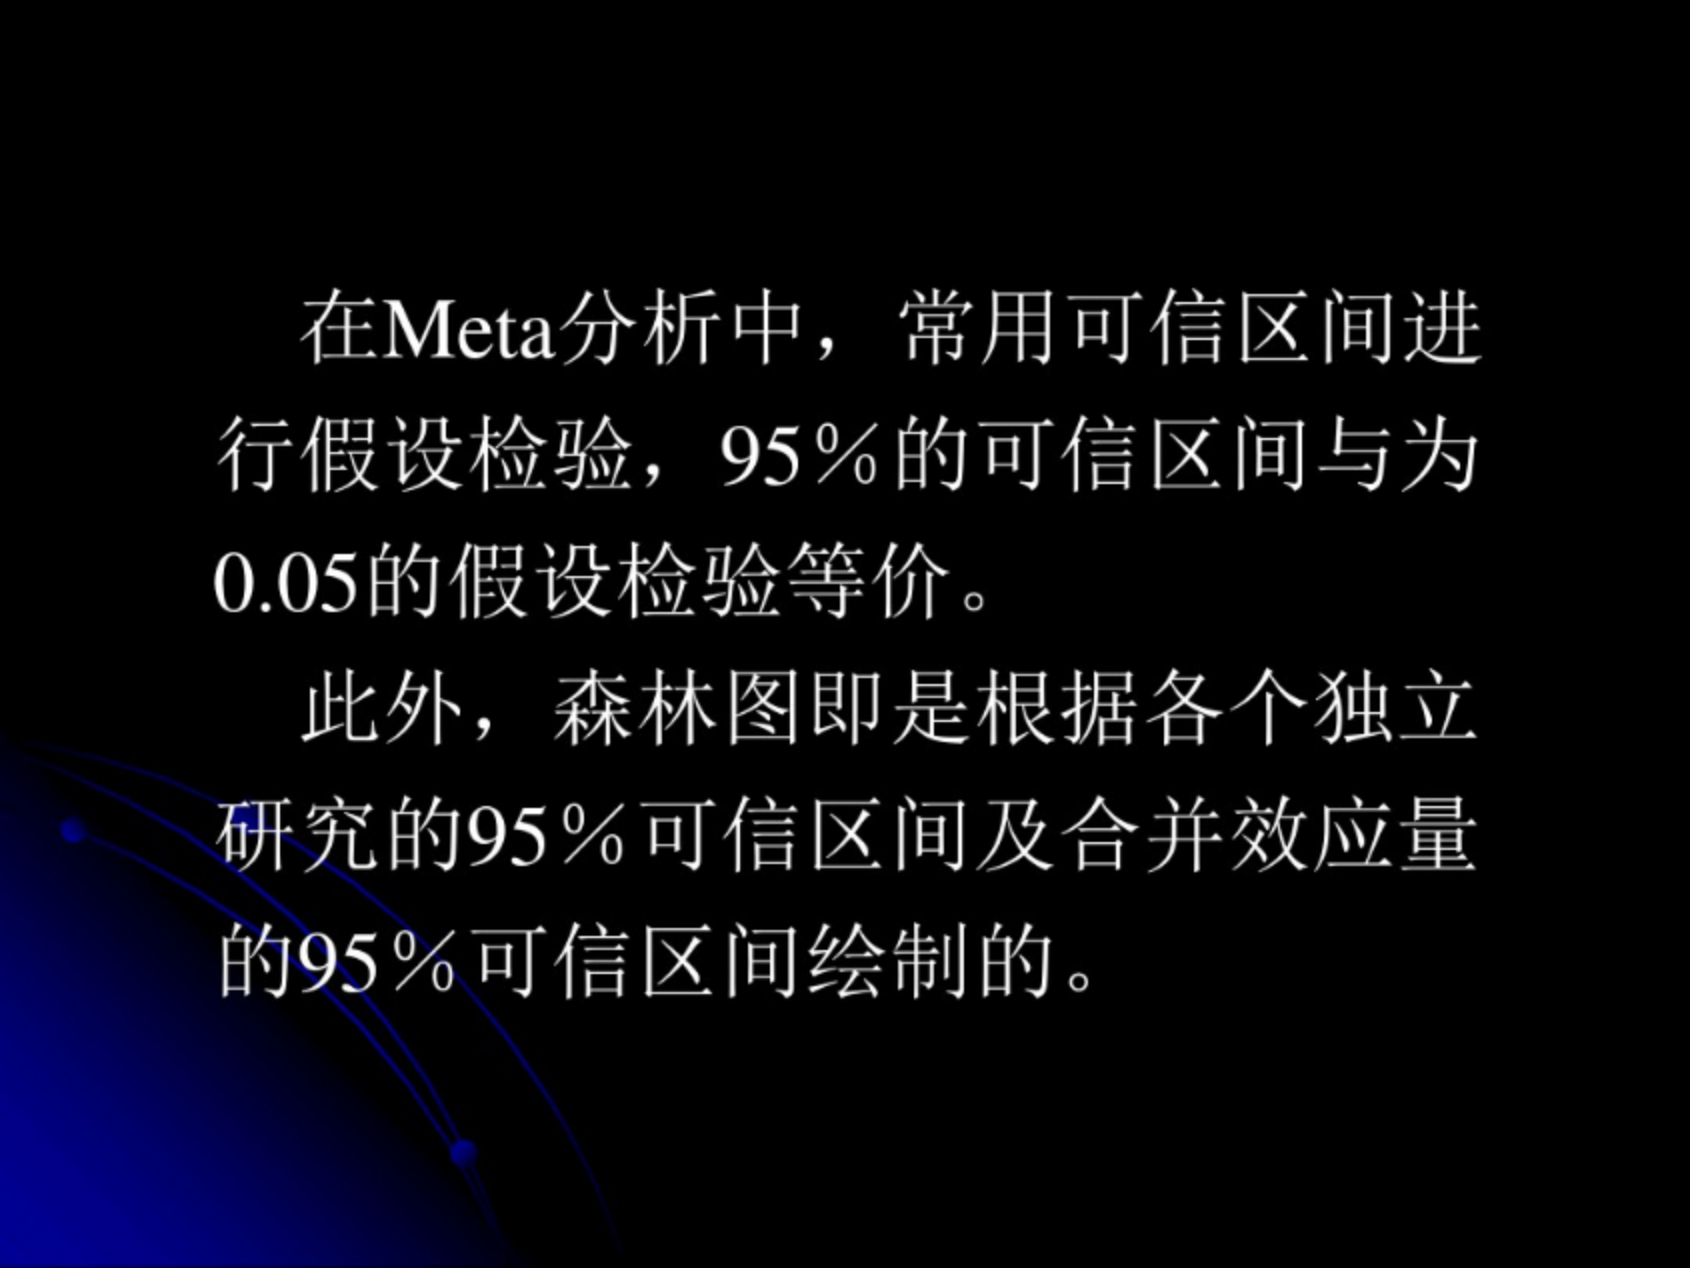 在Meta分析中，常用可信区间进
行假设检验，95％的可信区间与为
0.05的假设检验等价。
此外，森林图即是根据各个独立
研究的95％可信区间及合并效应量
的95％可信区间绘制的。